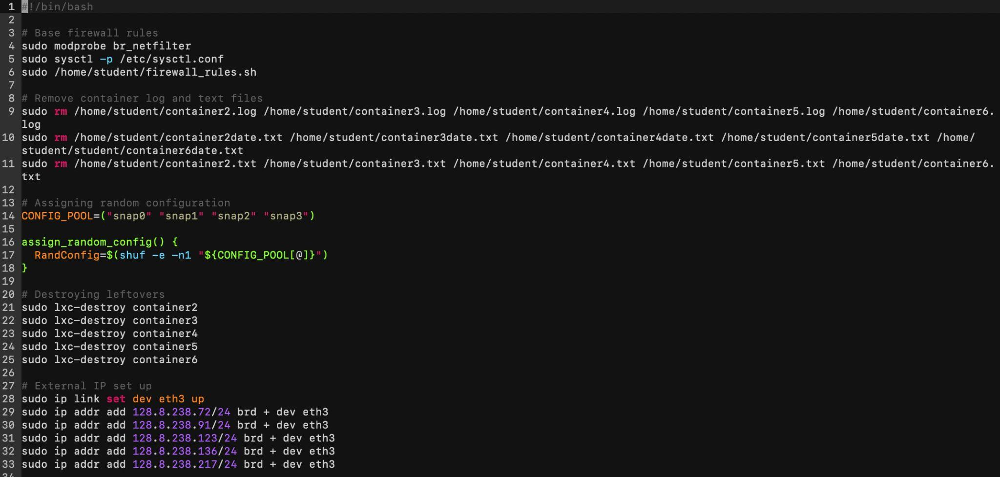 1 #!/bin/bash
2
3 # Base firewall rules
4 sudo modprobe br_netfilter
5 sudo sysctl -p /etc/sysctl.conf
6 sudo /home/student/firewall_rules.sh
7
8 # Remove container log and text files
9 sudo rm /home/student/container2.log /home/student/container3.log /home/student/container4.log /home/student/container5.log /home/student/container6.
log
10 sudo rm /home/student/container2date.txt /home/student/container3date.txt /home/student/container4date.txt /home/student/container5date.txt /home/
student/student/container6date.txt
11 sudo rm /home/student/container2.txt /home/student/container3.txt /home/student/container4.txt /home/student/container5.txt /home/student/container6.
txt
12
13 # Assigning random configuration
14 CONFIG_POOL=("snap0" "snap1" "snap2" "snap3")
15
16 assign_random_config() {
17   RandConfig=$(shuf -e -n1 "${CONFIG_POOL[@]}")
18 }
19
20 # Destroying leftovers
21 sudo lxc-destroy container2
22 sudo lxc-destroy container3
23 sudo lxc-destroy container4
24 sudo lxc-destroy container5
25 sudo lxc-destroy container6
26
27 # External IP set up
28 sudo ip link set dev eth3 up
29 sudo ip addr add 128.8.238.72/24 brd + dev eth3
30 sudo ip addr add 128.8.238.91/24 brd + dev eth3
31 sudo ip addr add 128.8.238.123/24 brd + dev eth3
32 sudo ip addr add 128.8.238.136/24 brd + dev eth3
33 sudo ip addr add 128.8.238.217/24 brd + dev eth3